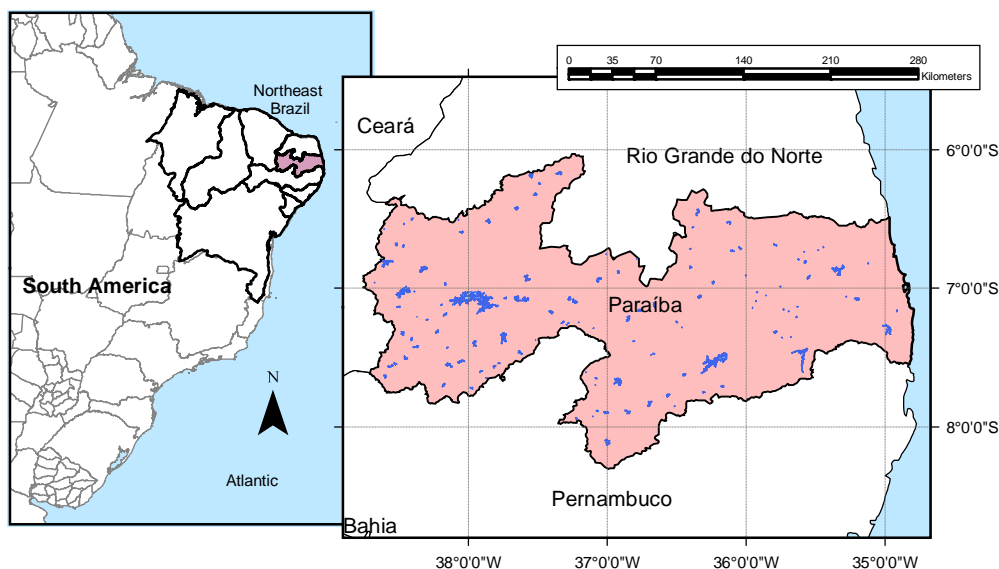 Northeast
Brazil
South America
N
Atlantic
0 35 70 140 210 280
Kilometers
Ceará
Rio Grande do Norte
Paraíba
Pernambuco
Bahia
6°0'0"S
7°0'0"S
8°0'0"S
38°0'0"W 37°0'0"W 36°0'0"W 35°0'0"W